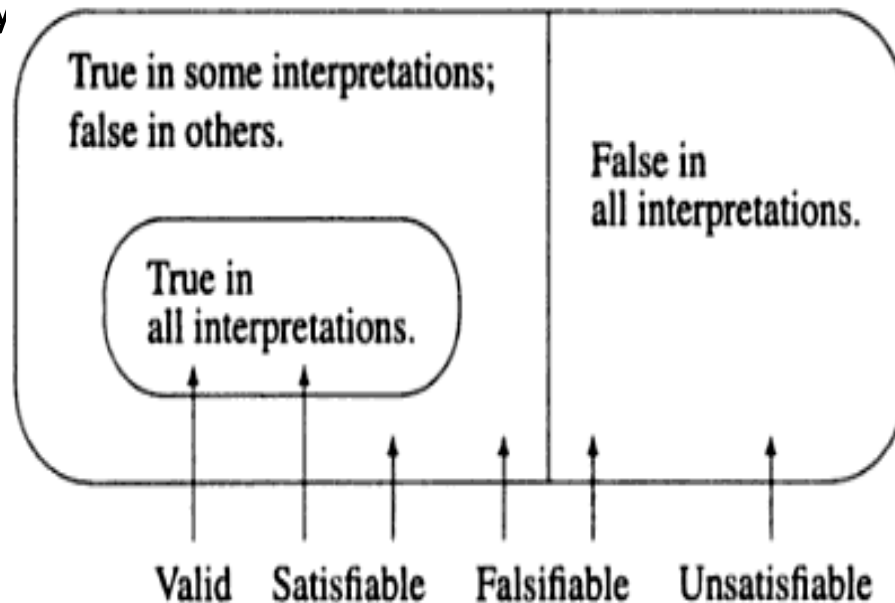 y
True in some interpretations;
false in others.
False in
all interpretations.
True in
all interpretations.
Valid Satisfiable Falsifiable Unsatisfiable